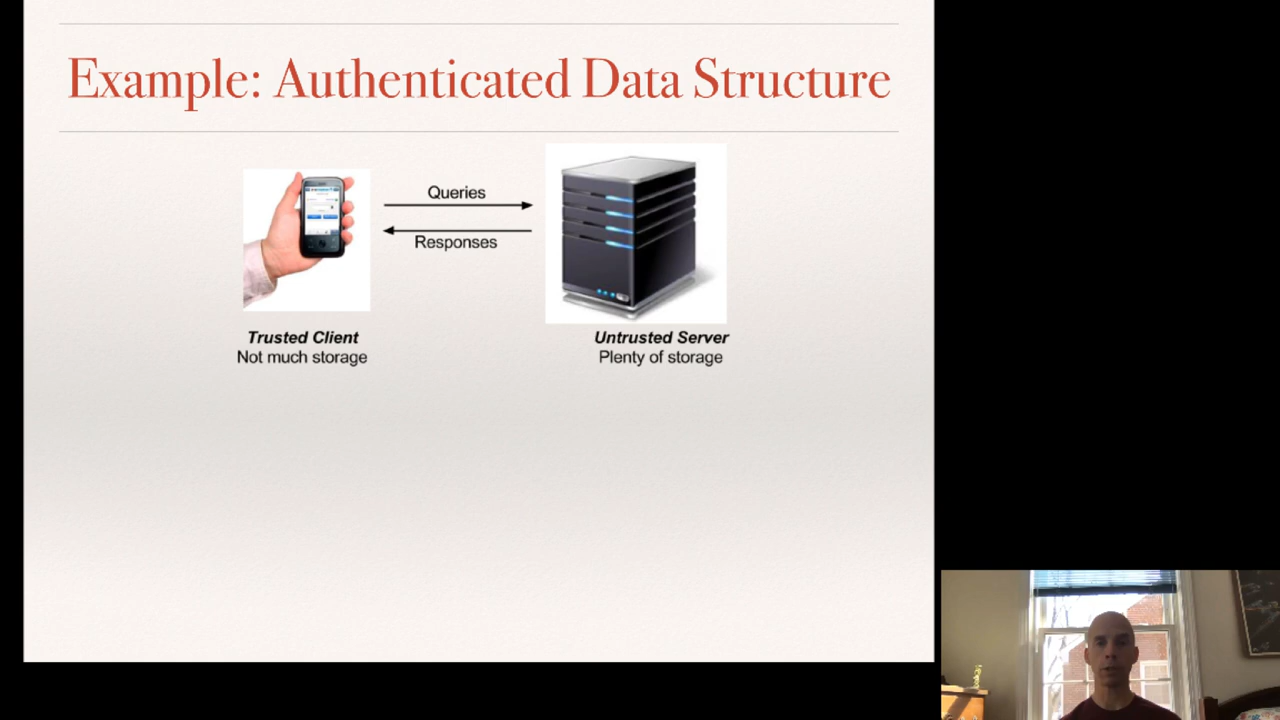 Example: Authenticated Data Structure
Queries
Responses
Trusted Client
Not much storage
Untrusted Server
Plenty of storage